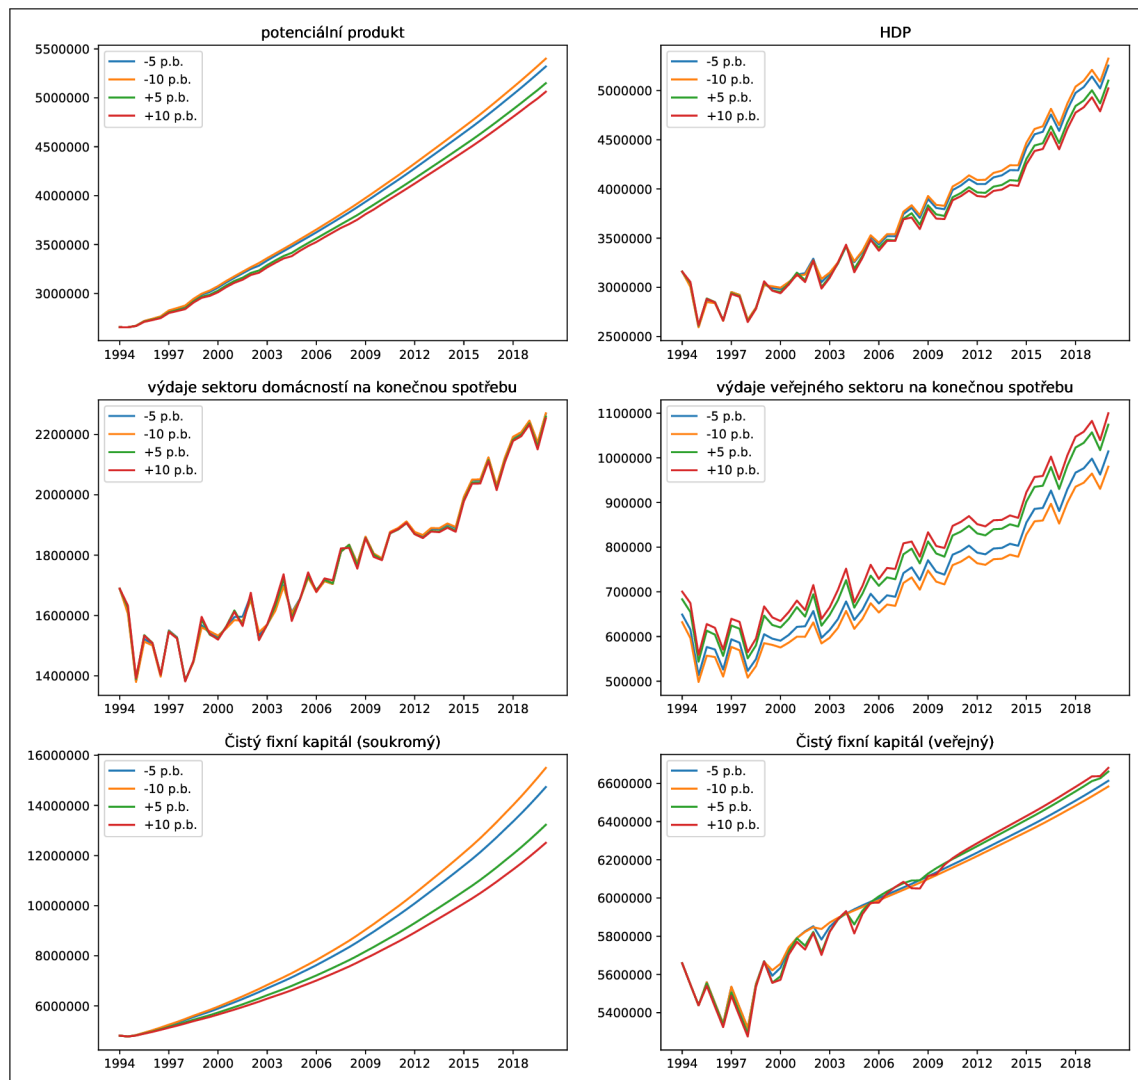 potenciální produkt
5500000
5000000
4500000
4000000
3500000
3000000
-5 p.b.
-10 p.b.
+5 p.b.
+10 p.b.
1994 1997 2000 2003 2006 2009 2012 2015 2018
HDP
5000000
4500000
4000000
3500000
3000000
2500000
-5 p.b.
-10 p.b.
+5 p.b.
+10 p.b.
1994 1997 2000 2003 2006 2009 2012 2015 2018
výdaje sektoru domácností na konečnou spotřebu
2200000
2000000
1800000
1600000
1400000
-5 p.b.
-10 p.b.
+5 p.b.
+10 p.b.
1994 1997 2000 2003 2006 2009 2012 2015 2018
výdaje veřejného sektoru na konečnou spotřebu
1100000
1000000
900000
800000
700000
600000
500000
-5 p.b.
-10 p.b.
+5 p.b.
+10 p.b.
1994 1997 2000 2003 2006 2009 2012 2015 2018
Čistý fixní kapitál (soukromý)
16000000
14000000
12000000
10000000
8000000
6000000
-5 p.b.
-10 p.b.
+5 p.b.
+10 p.b.
1994 1997 2000 2003 2006 2009 2012 2015 2018
Čistý fixní kapitál (veřejný)
6600000
6400000
6200000
6000000
5800000
5600000
5400000
-5 p.b.
-10 p.b.
+5 p.b.
+10 p.b.
1994 1997 2000 2003 2006 2009 2012 2015 2018